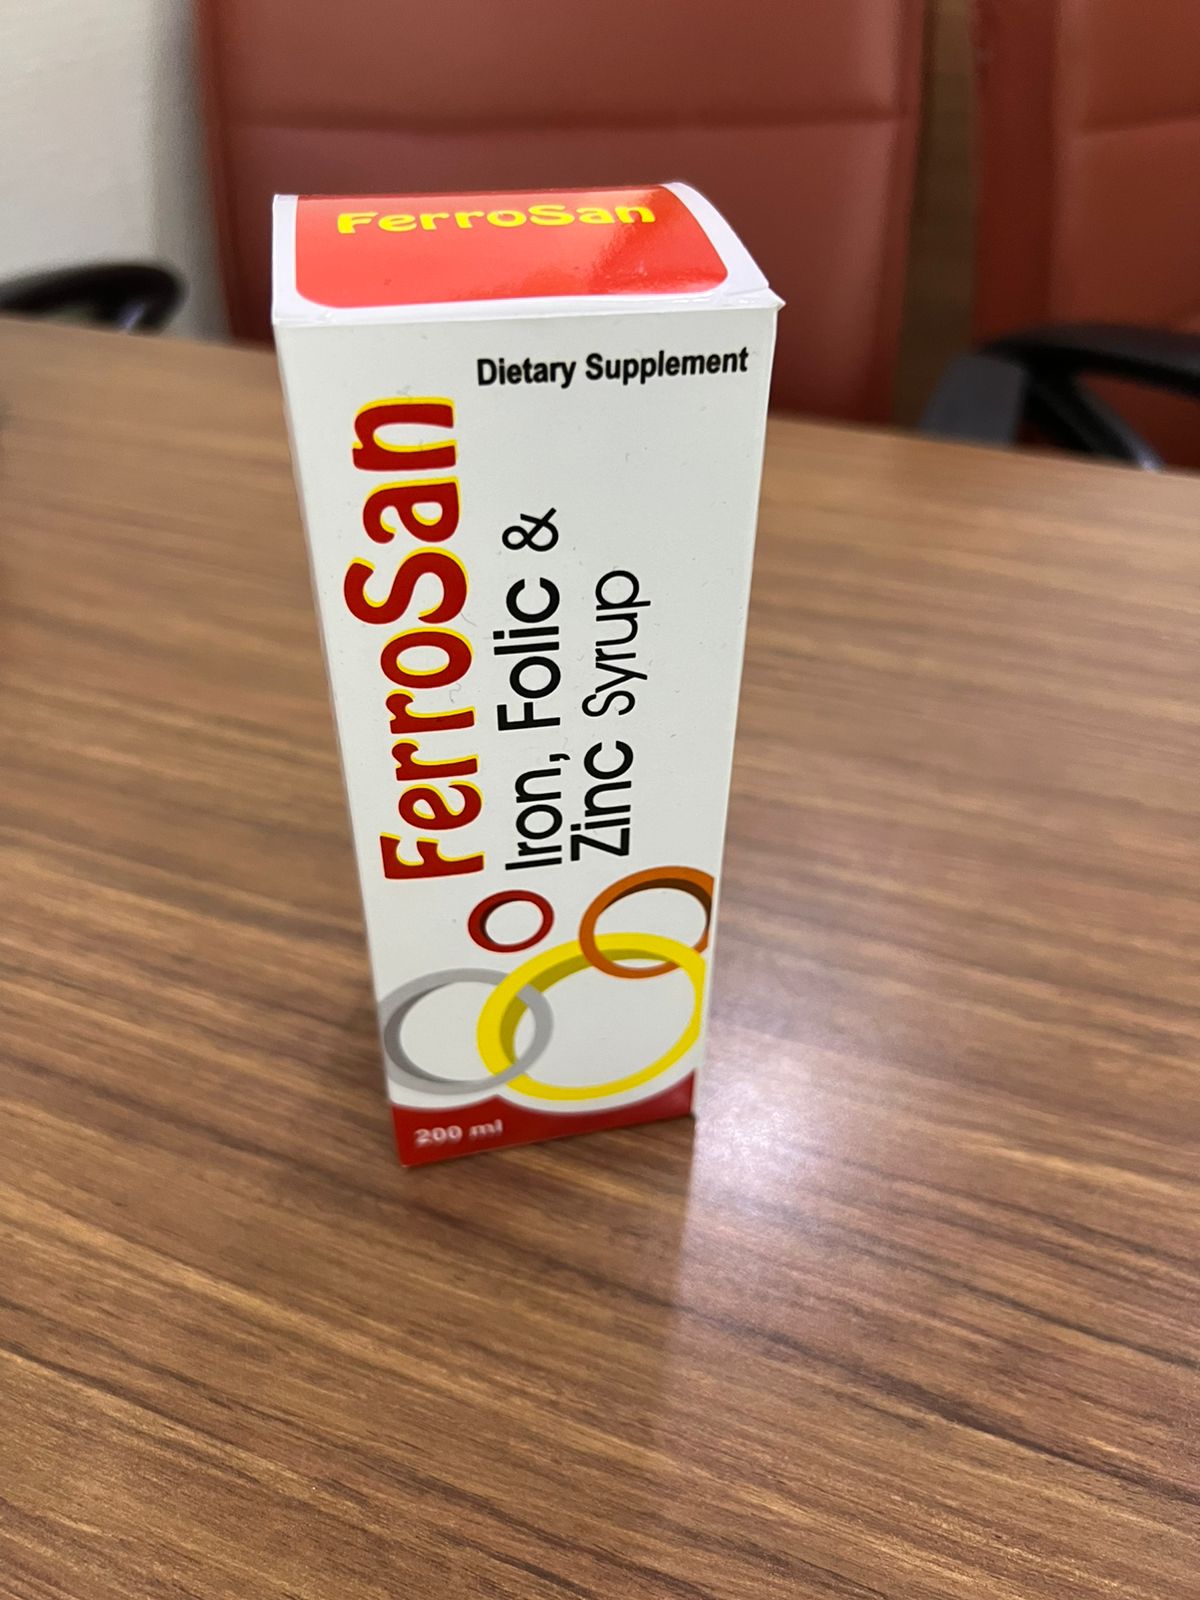 FerroSan
Dietary Supplement
FerroSan
Iron, Folic &
Zinc Syrup
200 ml